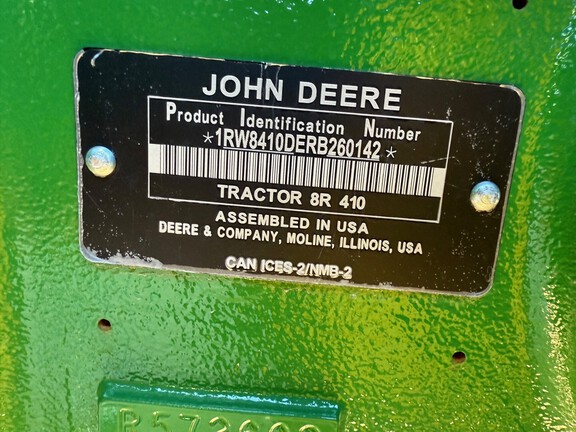 JOHN DEERE
Product Identification Number
*1RW8410DERB260142*
TRACTOR 8R 410
ASSEMBLED IN USA
DEERE & COMPANY, MOLINE, ILLINOIS, USA
CAN ICES-2/NMB-2